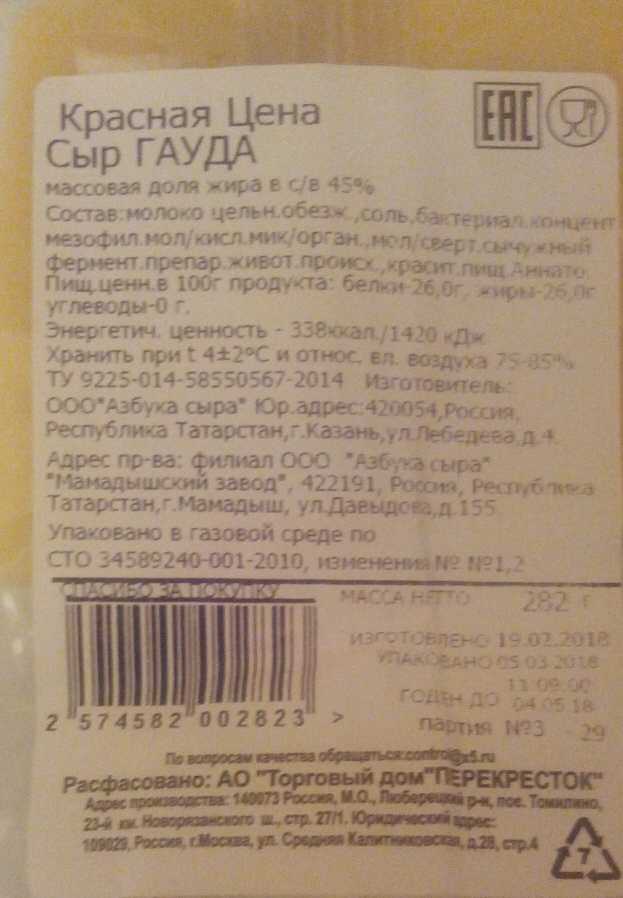 Красная Цена
Сыр ГАУДА
EAC
массовая доля жира в с/в 45%
Состав:молоко цельн.обезж.,соль,бактериал.концент
мезофил.мол/кисл.мик/орган.,мол/сверт.сычужный
фермент.препар.живот.происх.,красит.пищ.Аннато.
Пищ.ценн.в 100г продукта: белки-26,0г, жиры-26,0г
углеводы-0 г.
Энергетич. ценность - 338ккал./1420 кДж
Хранить при t 4±2°С и относ. вл. воздуха 75-85%
ТУ 9225-014-58550567-2014 Изготовитель:
ООО"Азбука сыра" Юр.адрес:420054,Россия,
Республика Татарстан,г.Казань,ул.Лебедева,д.4.
Адрес пр-ва: филиал ООО "Азбука сыра"
"Мамадышский завод", 422191, Россия, Республика
Татарстан,г.Мамадыш, ул.Давыдова,д.155.
Упаковано в газовой среде по
СТО 34589240-001-2010, изменения № №1,2
СПАСИБО ЗА ПОКУПКУ
МАССА НЕТТО 282 г
ИЗГОТОВЛЕНО 19.02.2018
УПАКОВАНО 05.03.2018
11:09:00
ГОДЕН ДО 04.05.18
партия №3 - 29
2 574582 002823 >
По вопросам качества обращаться:control@x5.ru
Расфасовано: АО "Торговый дом"ПЕРЕКРЕСТОК"
Адрес производства: 140073 Россия, М.О., Люберецкий р-н, пос. Томилино,
23-й км. Новорязанского ш., стр. 27/1. Юридический адрес:
109029, Россия, г.Москва, ул. Средняя Калитниковская, д.28, стр.4
7